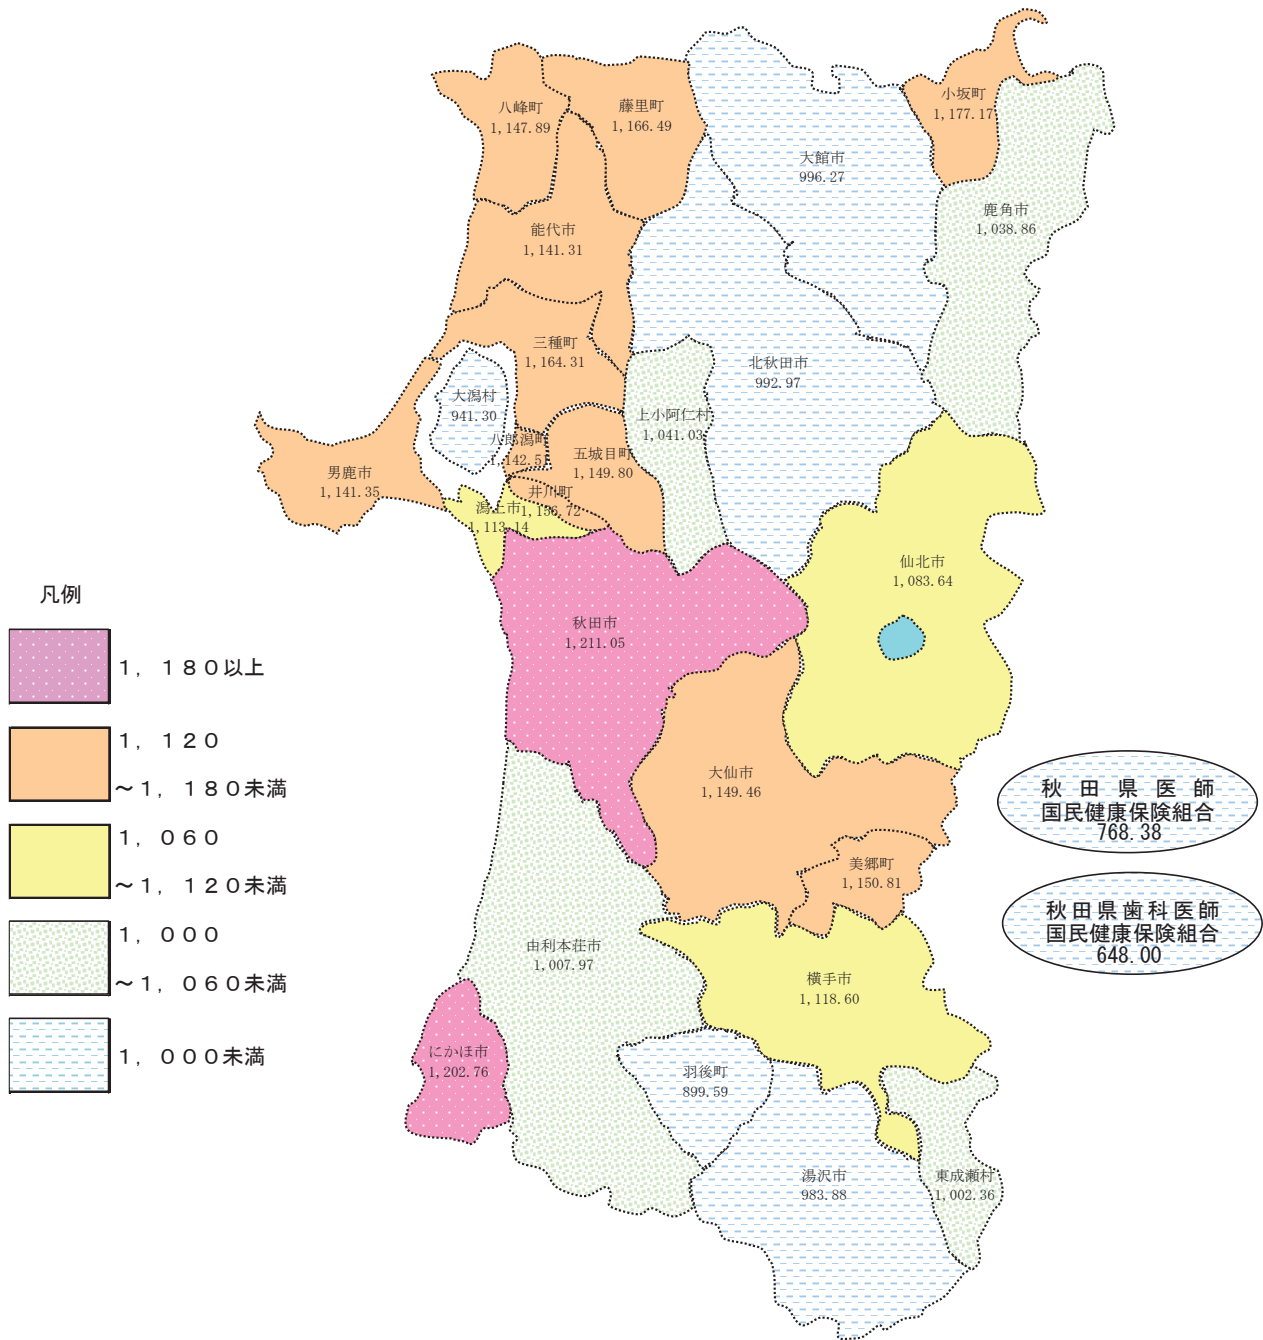 八峰町
1,147.89
藤里町
1,166.49
小坂町
1,177.17
大館市
996.27
鹿角市
1,038.86
能代市
1,141.31
三種町
1,164.31
北秋田市
992.97
大潟村
941.30
上小阿仁村
1,041.03
八郎潟町
1,142.51
五城目町
1,149.80
男鹿市
1,141.35
井川町
1,156.72
潟上市
1,113.14
仙北市
1,083.64
秋田市
1,211.05
大仙市
1,149.46
美郷町
1,150.81
由利本荘市
1,007.97
横手市
1,118.60
にかほ市
1,202.76
羽後町
899.59
湯沢市
983.88
東成瀬村
1,002.36
凡例
1,180以上
1,120
～1,180未満
1,060
～1,120未満
1,000
～1,060未満
1,000未満
秋田県医師
国民健康保険組合
768.38
秋田県歯科医師
国民健康保険組合
648.00